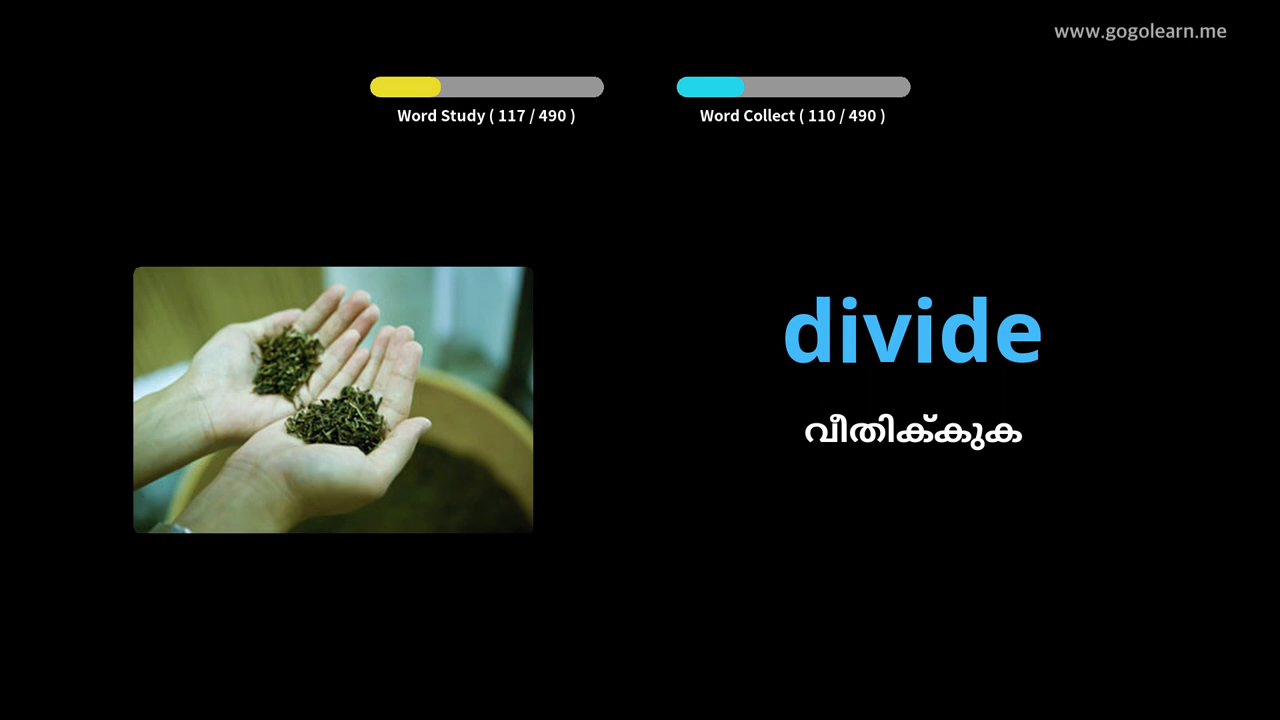 www.gogolearn.me
Word Study ( 117 / 490 )
Word Collect ( 110 / 490 )
divide
വീതിക്കുക